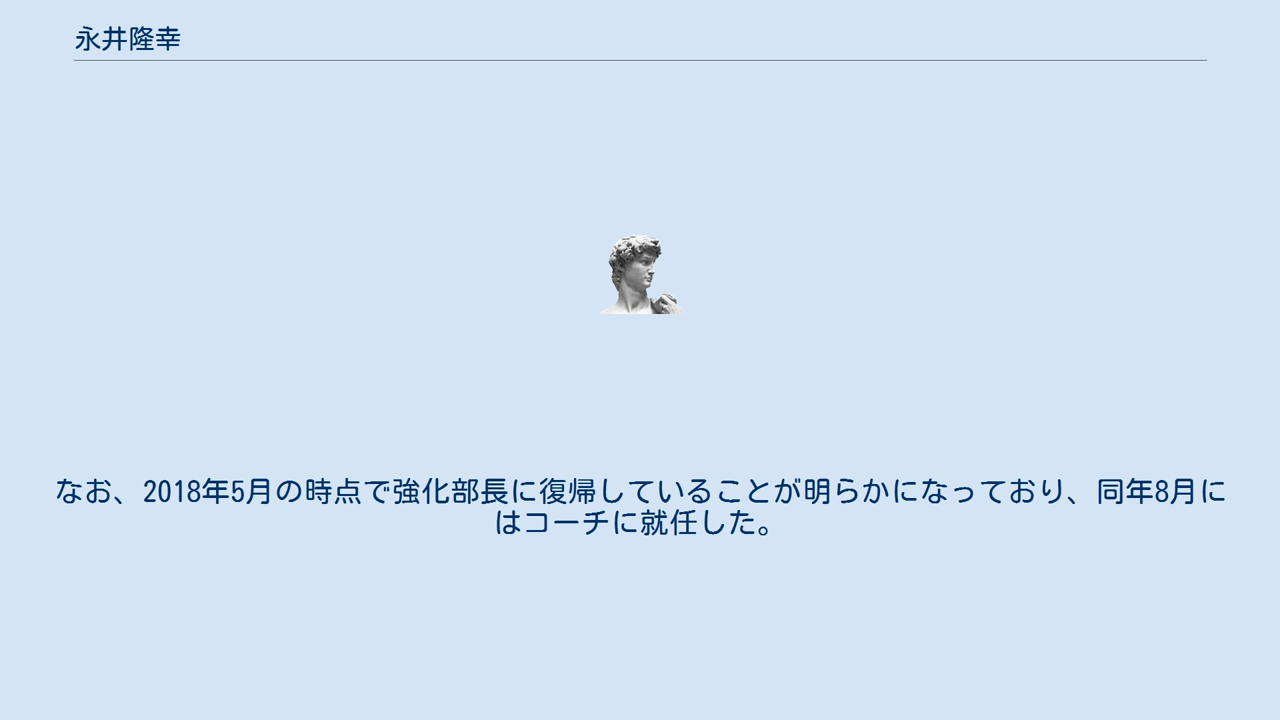 永井隆幸
なお、2018年5月の時点で強化部長に復帰していることが明らかになっており、同年8月に
はコーチに就任した。